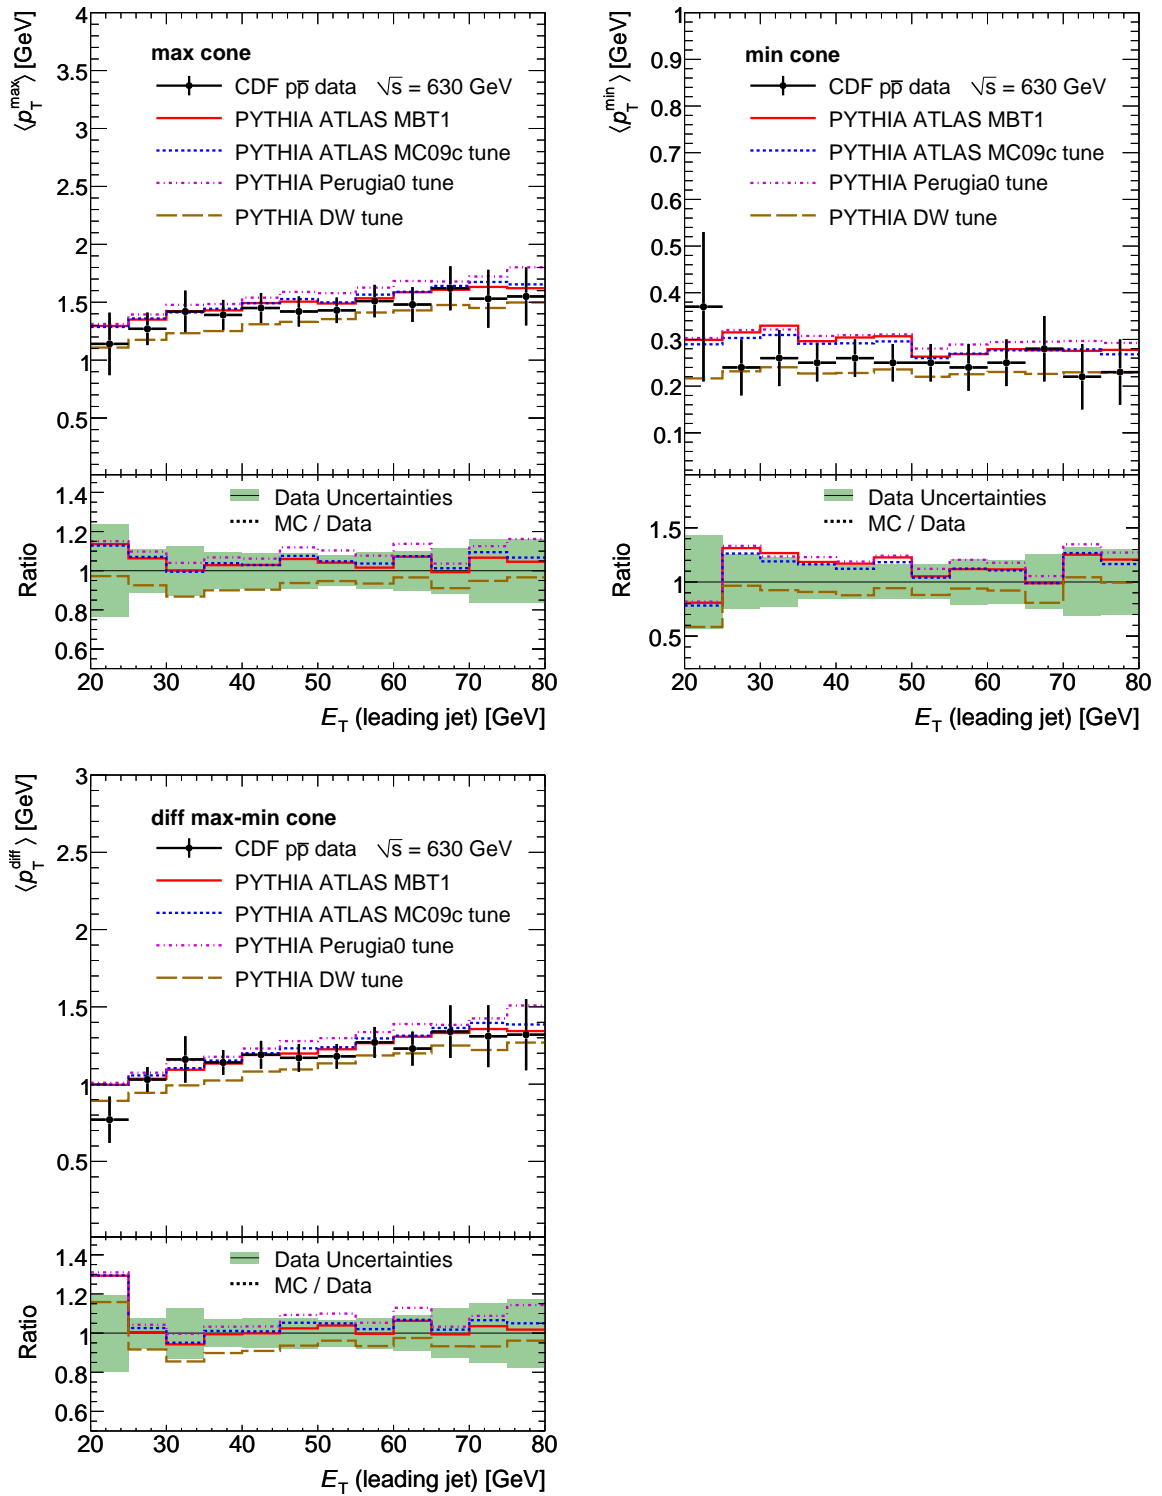 ⟨p_T^max⟩ [GeV]
max cone
CDF pp̅ data √s = 630 GeV
PYTHIA ATLAS MBT1
PYTHIA ATLAS MC09c tune
PYTHIA Perugia0 tune
PYTHIA DW tune
4
3.5
3
2.5
2
1.5
1
0.5
Data Uncertainties
MC / Data
Ratio
1.4
1.2
1
0.8
0.6
20 30 40 50 60 70 80
E_T (leading jet) [GeV]
⟨p_T^min⟩ [GeV]
min cone
CDF pp̅ data √s = 630 GeV
PYTHIA ATLAS MBT1
PYTHIA ATLAS MC09c tune
PYTHIA Perugia0 tune
PYTHIA DW tune
1
0.9
0.8
0.7
0.6
0.5
0.4
0.3
0.2
0.1
Data Uncertainties
MC / Data
Ratio
1.5
1
0.5
20 30 40 50 60 70 80
E_T (leading jet) [GeV]
⟨p_T^diff⟩ [GeV]
diff max-min cone
CDF pp̅ data √s = 630 GeV
PYTHIA ATLAS MBT1
PYTHIA ATLAS MC09c tune
PYTHIA Perugia0 tune
PYTHIA DW tune
3
2.5
2
1.5
1
0.5
Data Uncertainties
MC / Data
Ratio
1.4
1.2
1
0.8
0.6
20 30 40 50 60 70 80
E_T (leading jet) [GeV]